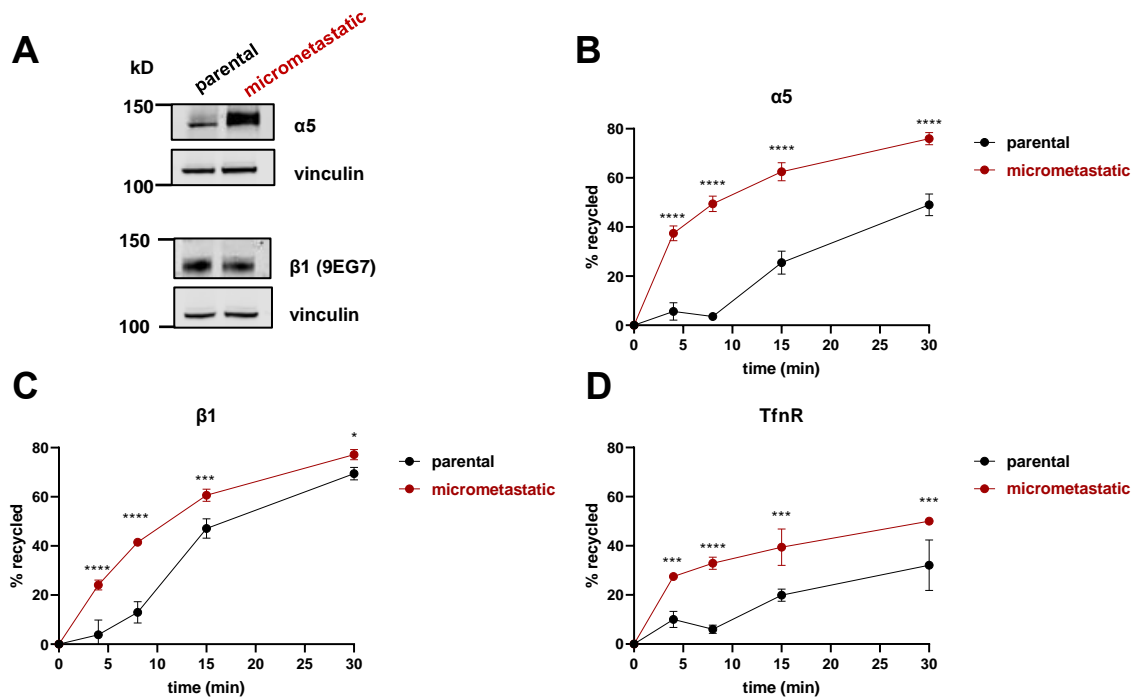 A
kD
parental
micrometastatic
150
α5
vinculin
100
150
β1 (9EG7)
vinculin
100
B
α5
% recycled
80
60
40
20
0
0 5 10 15 20 25 30
time (min)
****
****
****
****
parental
micrometastatic
C
β1
% recycled
80
60
40
20
0
0 5 10 15 20 25 30
time (min)
****
****
***
*
parental
micrometastatic
D
TfnR
% recycled
80
60
40
20
0
0 5 10 15 20 25 30
time (min)
***
****
***
***
parental
micrometastatic